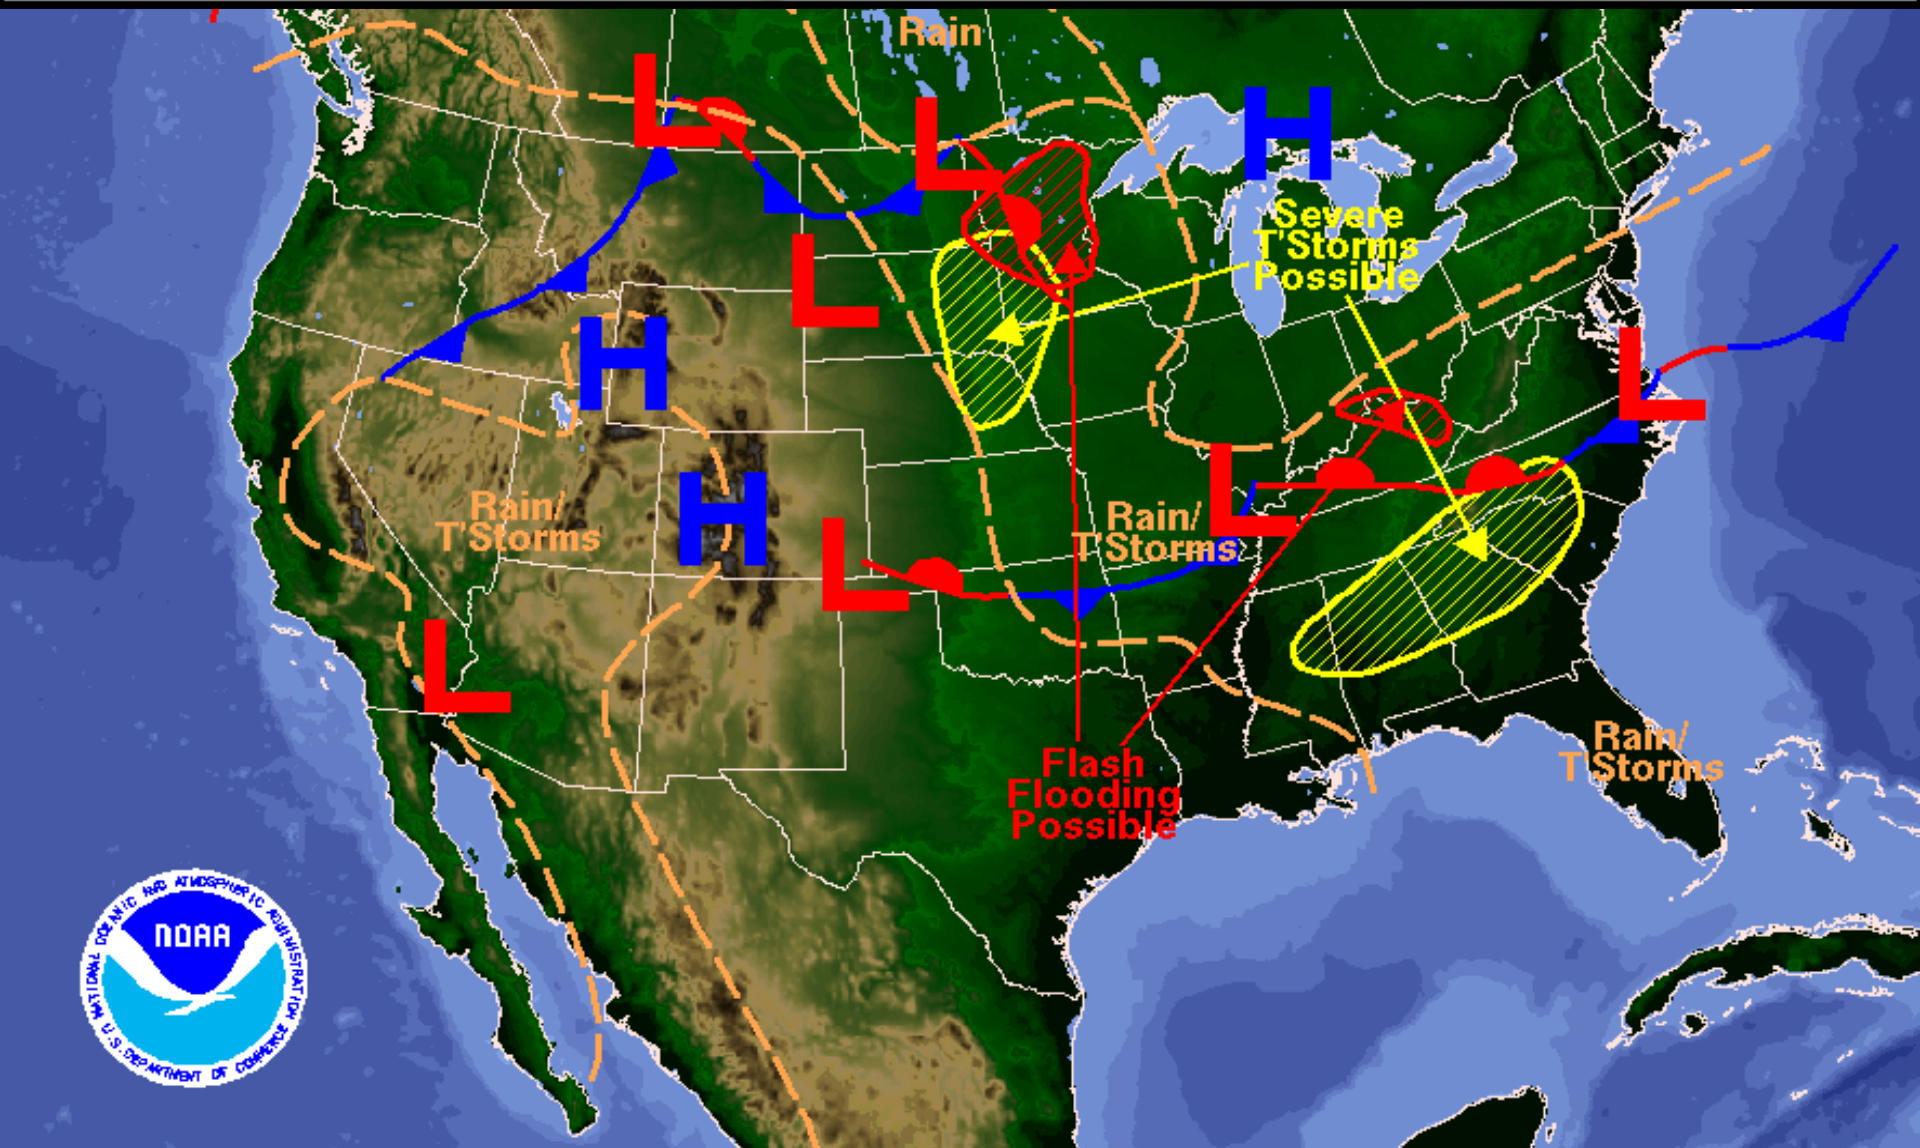 Rain
L
L
H
Severe
T'Storms
Possible
L
H
L
H
L
Rain/
T'Storms
Rain/
T'Storms
L
L
Rain/
T'Storms
Flash
Flooding
Possible
NATIONAL OCEANIC AND ATMOSPHERIC ADMINISTRATION
NOAA
U.S. DEPARTMENT OF COMMERCE